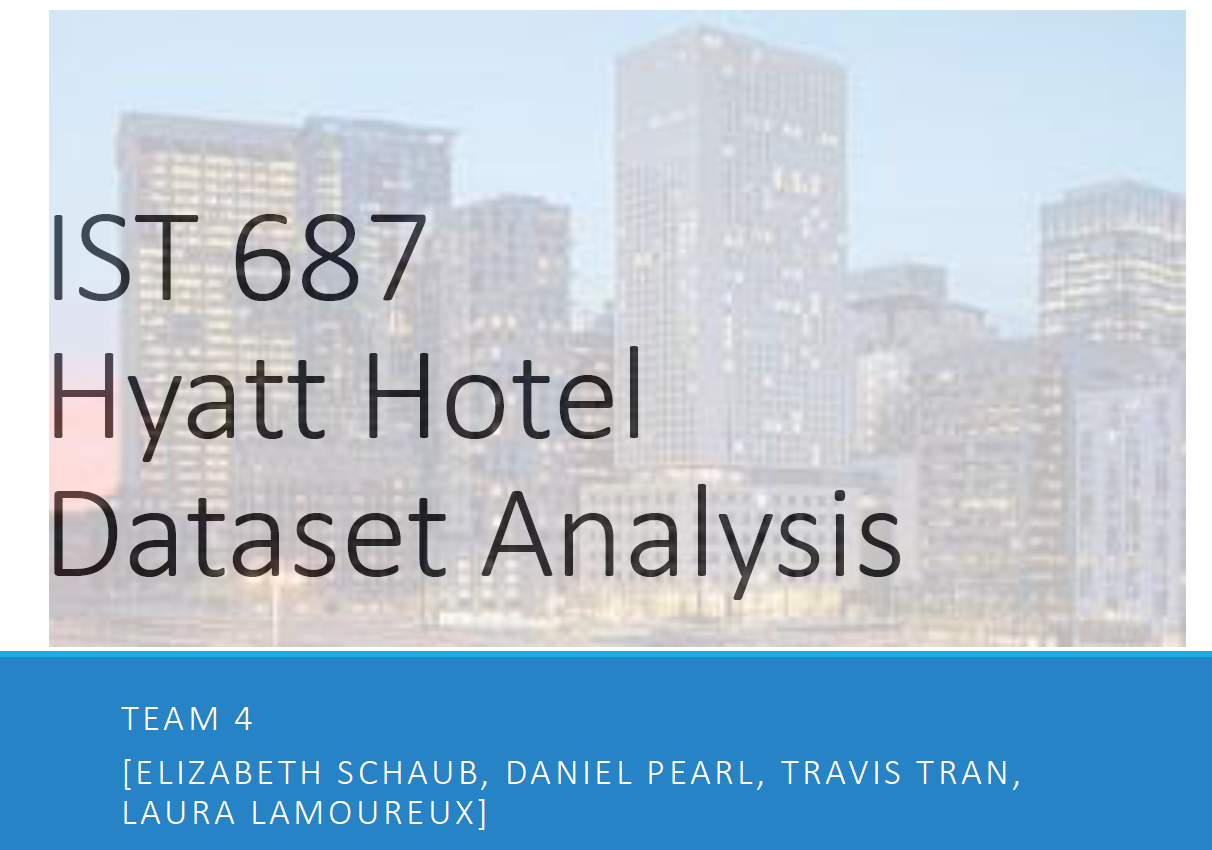 IST 687
Hyatt Hotel
Dataset Analysis
TEAM 4
[ELIZABETH SCHAUB, DANIEL PEARL, TRAVIS TRAN,
LAURA LAMOUREUX]